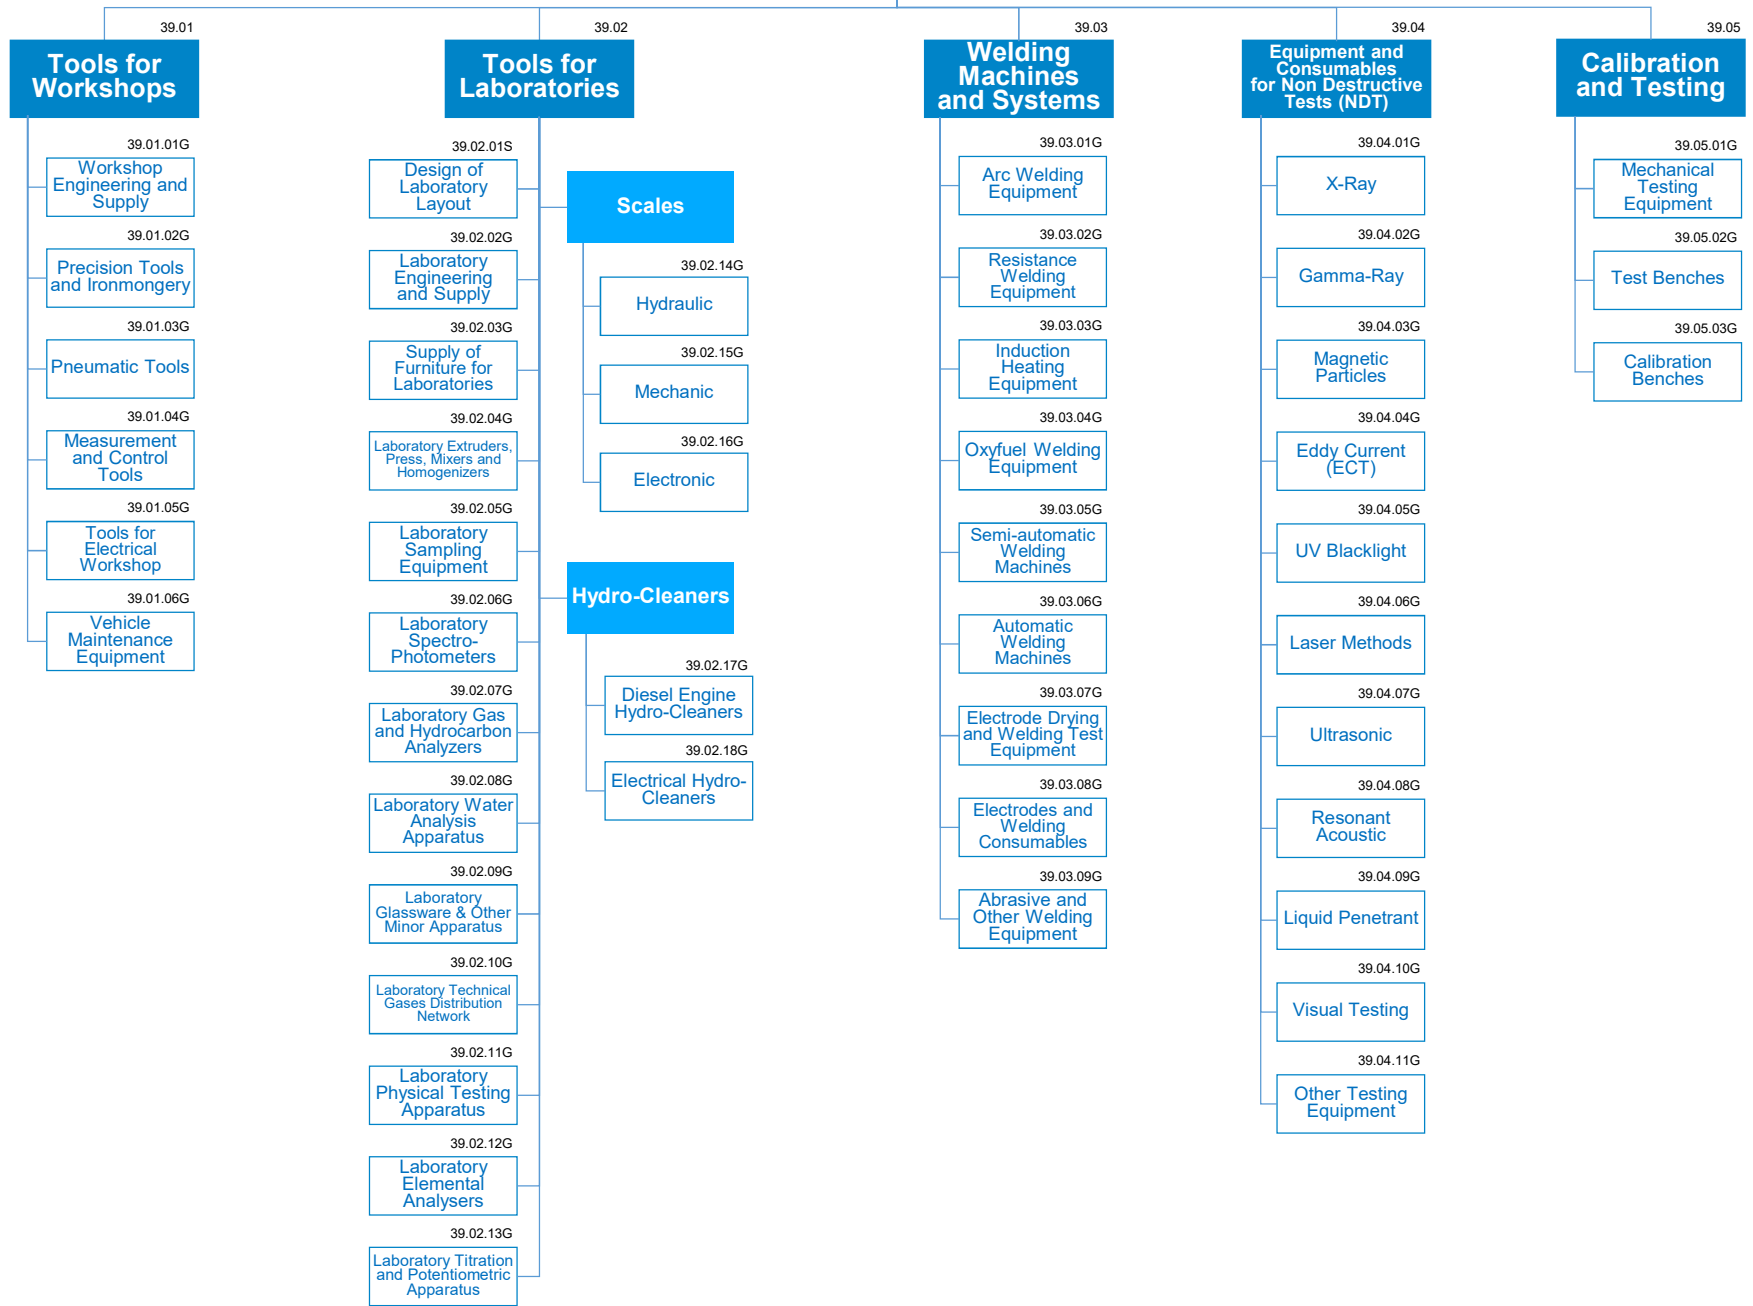 39.01
Tools for
Workshops
39.01.01G
Workshop
Engineering and
Supply
39.01.02G
Precision Tools
and Ironmongery
39.01.03G
Pneumatic Tools
39.01.04G
Measurement
and Control
Tools
39.01.05G
Tools for
Electrical
Workshop
39.01.06G
Vehicle
Maintenance
Equipment
39.02
Tools for
Laboratories
39.02.01S
Design of
Laboratory
Layout
39.02.02G
Laboratory
Engineering
and Supply
39.02.03G
Supply of
Furniture for
Laboratories
39.02.04G
Laboratory Extruders,
Press, Mixers and
Homogenizers
39.02.05G
Laboratory
Sampling
Equipment
39.02.06G
Laboratory
Spectro-
Photometers
39.02.07G
Laboratory Gas
and Hydrocarbon
Analyzers
39.02.08G
Laboratory Water
Analysis
Apparatus
39.02.09G
Laboratory
Glassware & Other
Minor Apparatus
39.02.10G
Laboratory Technical
Gases Distribution
Network
39.02.11G
Laboratory
Physical Testing
Apparatus
39.02.12G
Laboratory
Elemental
Analysers
39.02.13G
Laboratory Titration
and Potentiometric
Apparatus
Scales
39.02.14G
Hydraulic
39.02.15G
Mechanic
39.02.16G
Electronic
Hydro-Cleaners
39.02.17G
Diesel Engine
Hydro-Cleaners
39.02.18G
Electrical Hydro-
Cleaners
39.03
Welding
Machines
and Systems
39.03.01G
Arc Welding
Equipment
39.03.02G
Resistance
Welding
Equipment
39.03.03G
Induction
Heating
Equipment
39.03.04G
Oxyfuel Welding
Equipment
39.03.05G
Semi-automatic
Welding
Machines
39.03.06G
Automatic
Welding
Machines
39.03.07G
Electrode Drying
and Welding Test
Equipment
39.03.08G
Electrodes and
Welding
Consumables
39.03.09G
Abrasive and
Other Welding
Equipment
39.04
Equipment and
Consumables
for Non Destructive
Tests (NDT)
39.04.01G
X-Ray
39.04.02G
Gamma-Ray
39.04.03G
Magnetic
Particles
39.04.04G
Eddy Current
(ECT)
39.04.05G
UV Blacklight
39.04.06G
Laser Methods
39.04.07G
Ultrasonic
39.04.08G
Resonant
Acoustic
39.04.09G
Liquid Penetrant
39.04.10G
Visual Testing
39.04.11G
Other Testing
Equipment
39.05
Calibration
and Testing
39.05.01G
Mechanical
Testing
Equipment
39.05.02G
Test Benches
39.05.03G
Calibration
Benches